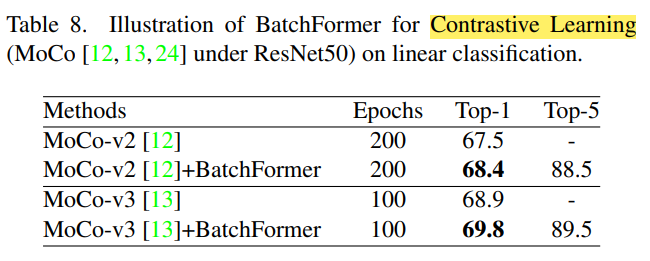 Table 8. Illustration of BatchFormer for Contrastive Learning
(MoCo [12,13,24] under ResNet50) on linear classification.
Methods Epochs Top-1 Top-5
MoCo-v2 [12] 200 67.5 -
MoCo-v2 [12]+BatchFormer 200 68.4 88.5
MoCo-v3 [13] 100 68.9 -
MoCo-v3 [13]+BatchFormer 100 69.8 89.5